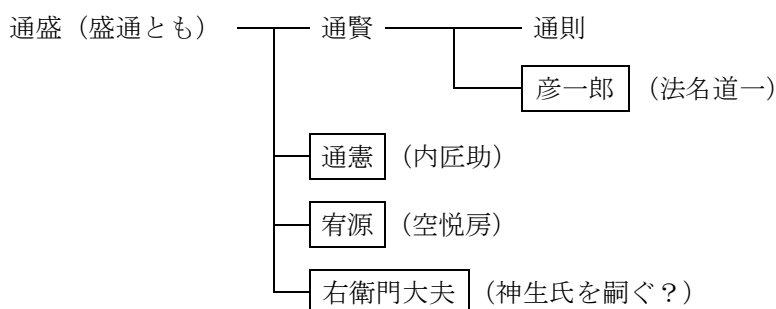 通盛（盛通とも） 通賢 通則
彦一郎（法名道一）
通憲（内匠助）
宥源（空悦房）
右衛門大夫（神生氏を嗣ぐ？）